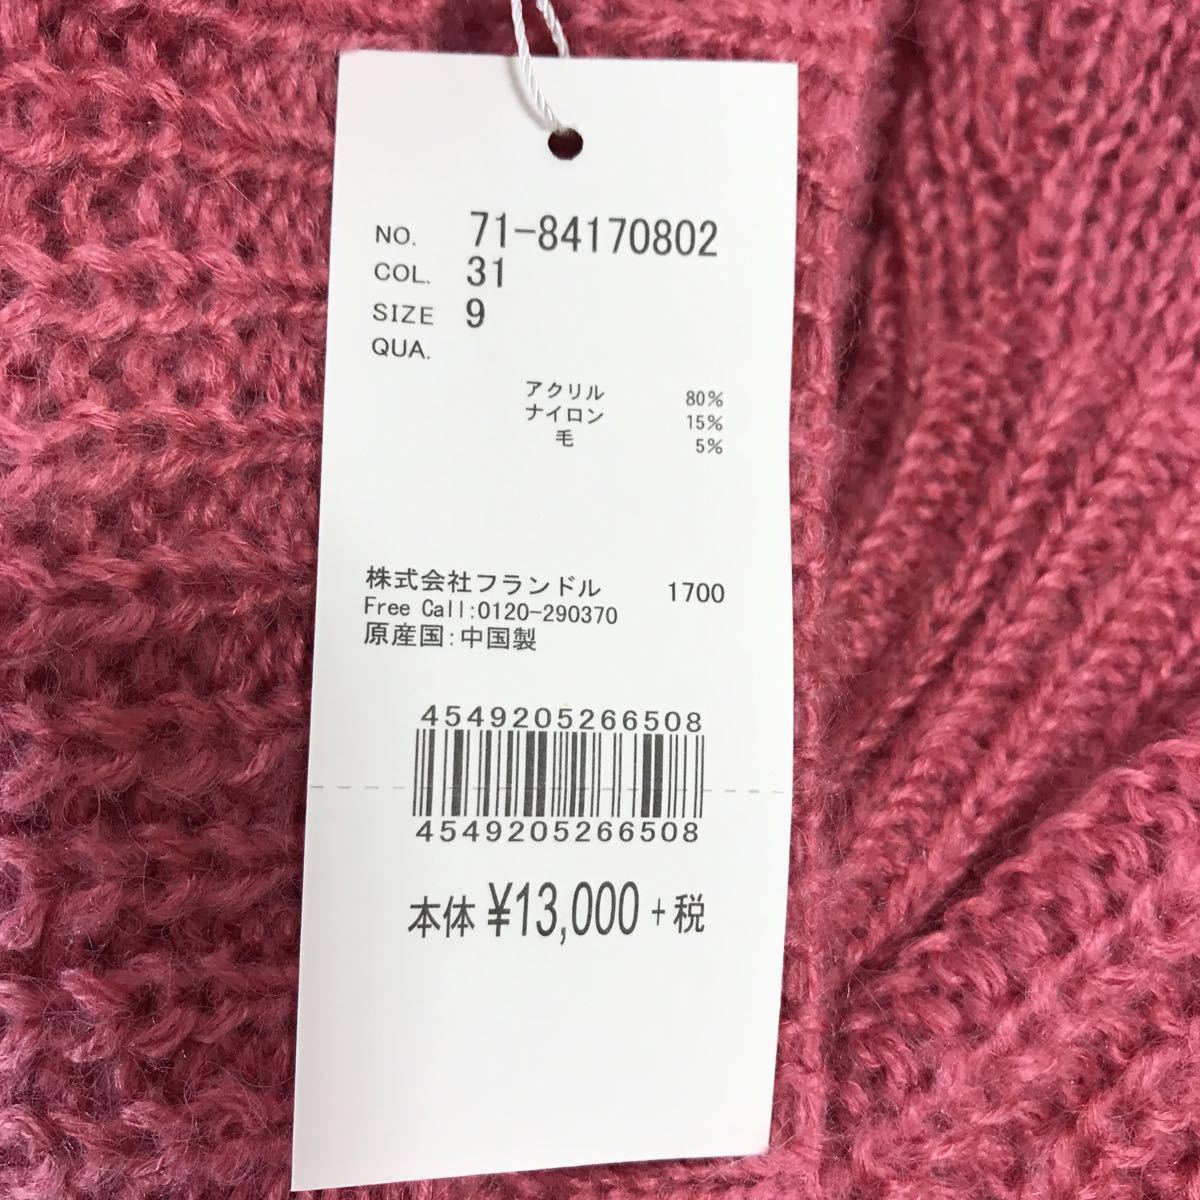 NO. 71-84170802
COL. 31
SIZE 9
QUA.
アクリル 80%
ナイロン 15%
毛 5%
株式会社フランドル 1700
Free Call:0120-290370
原産国:中国製
4549205266508
4549205266508
本体 ¥13,000 +税